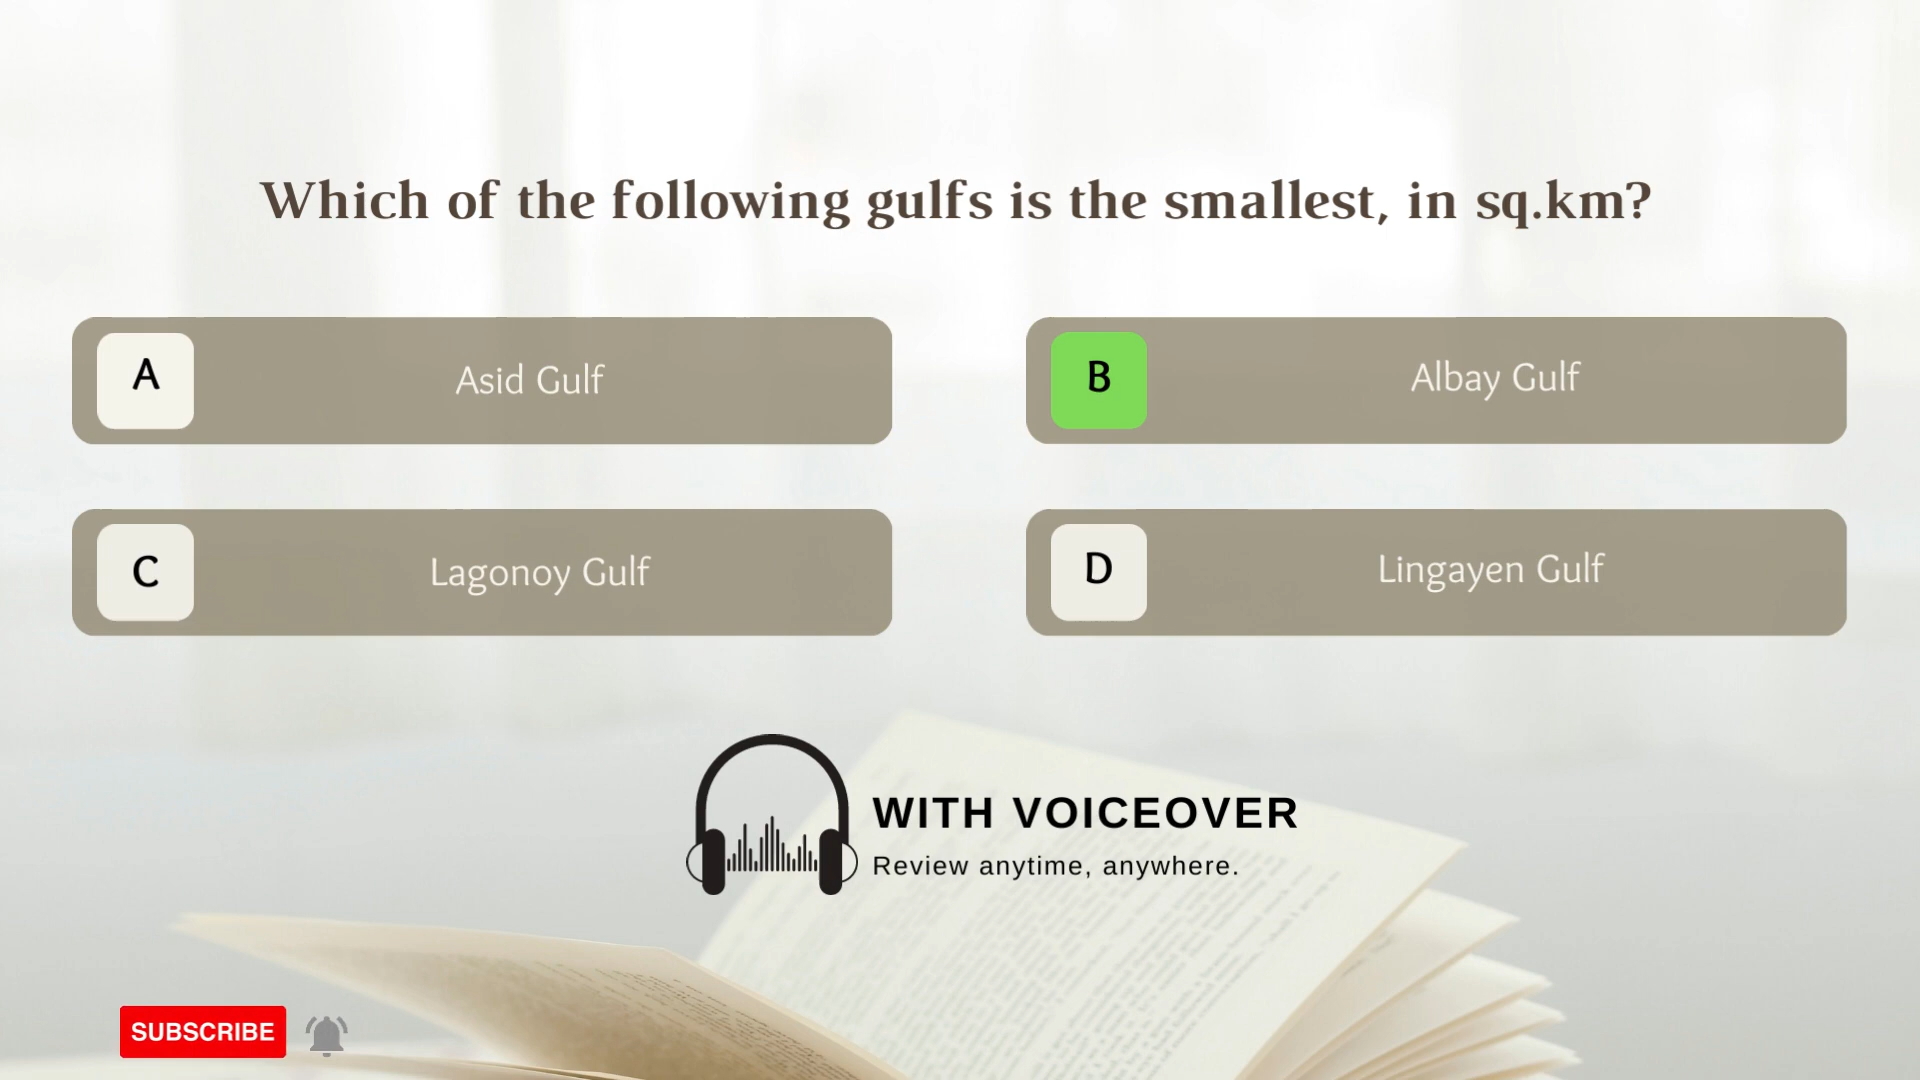 Which of the following gulfs is the smallest, in sq.km?
A
Asid Gulf
B
Albay Gulf
C
Lagonoy Gulf
D
Lingayen Gulf
WITH VOICEOVER
Review anytime, anywhere.
SUBSCRIBE